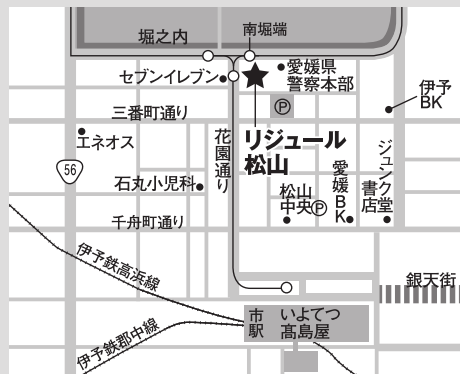 堀之内
南堀端
セブンイレブン
愛媛県
警察本部
伊予
BK
三番町通り
Ⓟ
エネオス
花園通り
リジュール
松山
ジュンク堂
書店
56
石丸小児科
松山
中央
Ⓟ
愛媛BK
千舟町通り
伊予鉄高浜線
銀天街
市
駅
いよてつ
髙島屋
伊予鉄郡中線